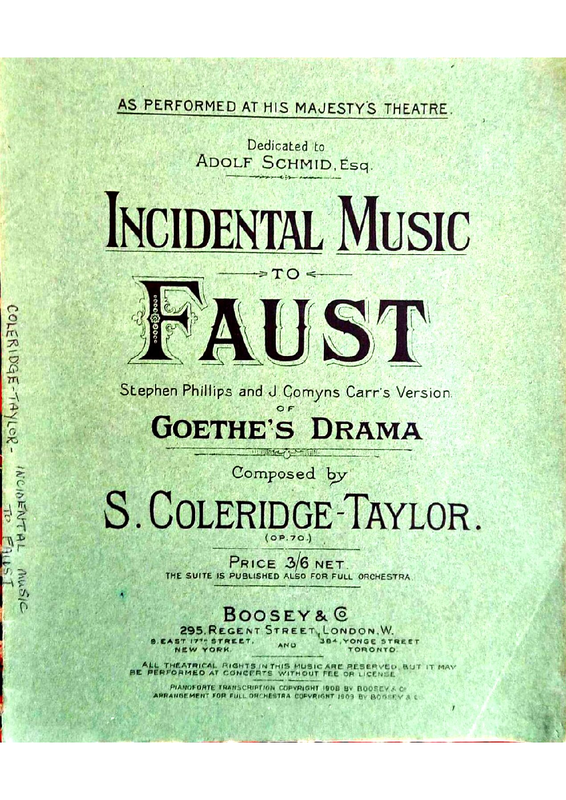 AS PERFORMED AT HIS MAJESTY'S THEATRE.
Dedicated to
ADOLF SCHMID, Esq.
INCIDENTAL MUSIC
TO
FAUST
Stephen Phillips and J. Comyns Carr's Version
OF
GOETHE'S DRAMA
Composed by
S. COLERIDGE-TAYLOR.
(OP. 70.)
PRICE 3/6 NET.
THE SUITE IS PUBLISHED ALSO FOR FULL ORCHESTRA
BOOSEY & Co
295, REGENT STREET, LONDON, W.
9. EAST 17TH STREET, NEW YORK. AND 384, YONGE STREET TORONTO.
ALL THEATRICAL RIGHTS IN THIS MUSIC ARE RESERVED, BUT IT MAY
BE PERFORMED AT CONCERTS WITHOUT FEE OR LICENSE
PIANOFORTE TRANSCRIPTION COPYRIGHT 1908 BY BOOSEY & Co
ARRANGEMENT FOR FULL ORCHESTRA COPYRIGHT 1909 BY BOOSEY & C
COLERIDGE-TAYLOR- INCIDENTAL MUSIC
TO FAUST